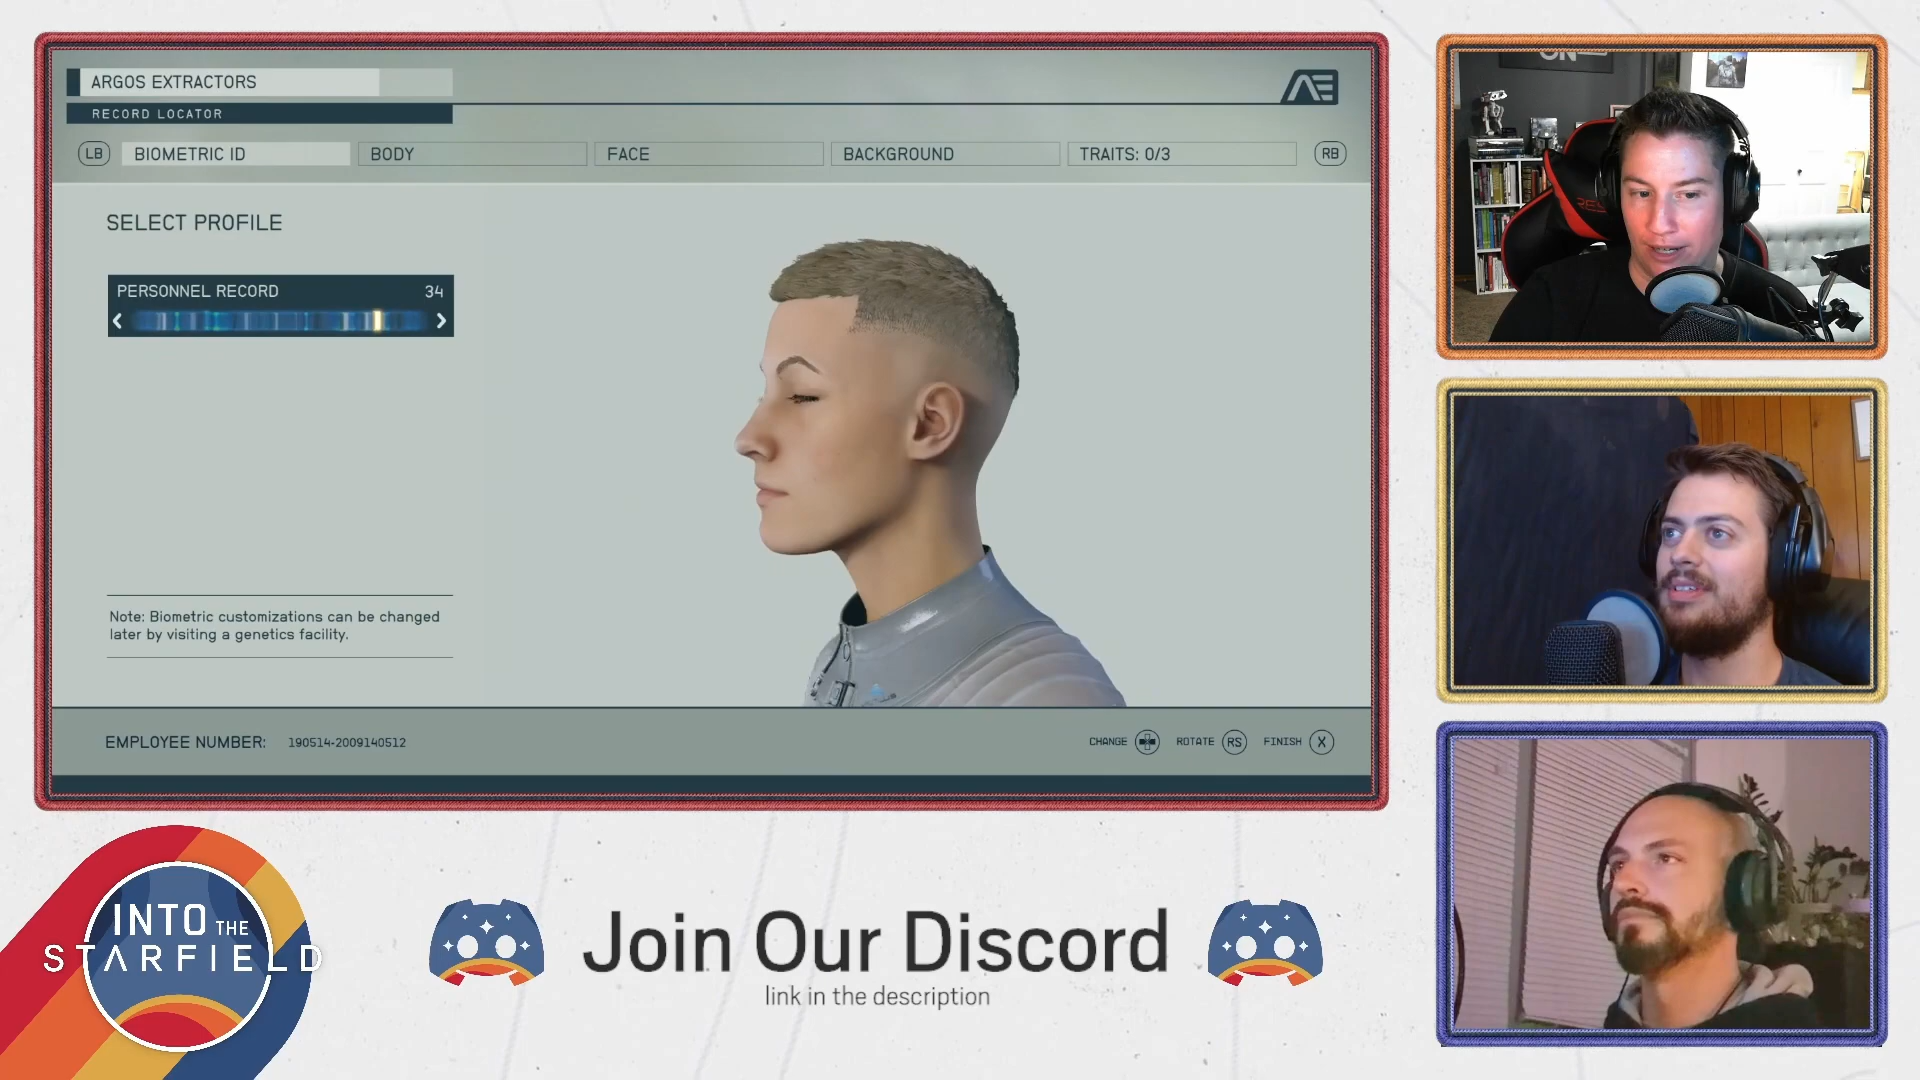 ARGOS EXTRACTORS
RECORD LOCATOR
LB
BIOMETRIC ID
BODY
FACE
BACKGROUND
TRAITS: 0/3
RB
SELECT PROFILE
PERSONNEL RECORD 34
Note: Biometric customizations can be changed
later by visiting a genetics facility.
EMPLOYEE NUMBER: 190514-2009140512
CHANGE
ROTATE RS
FINISH X
INTO THE
STARFIELD
Join Our Discord
link in the description